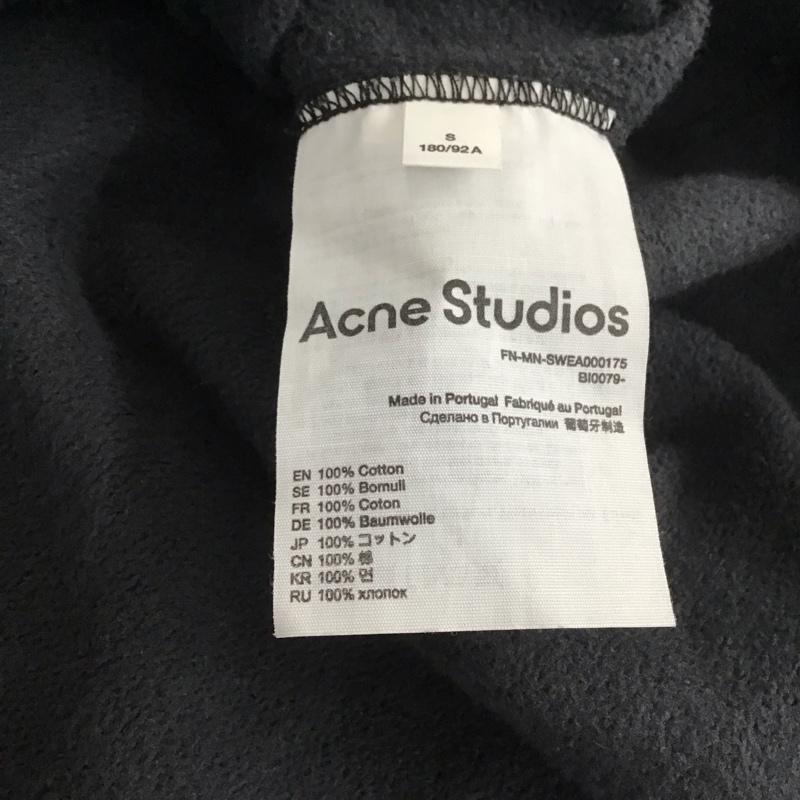 S
180/92A
Acne Studios
FN-MN-SWEA000175
BI0079-
Made in Portugal Fabriqué au Portugal
Сделано в Португалии 葡萄牙制造
EN 100% Cotton
SE 100% Bomull
FR 100% Coton
DE 100% Baumwolle
JP 100% コットン
CN 100% 棉
KR 100% 면
RU 100% хлопок